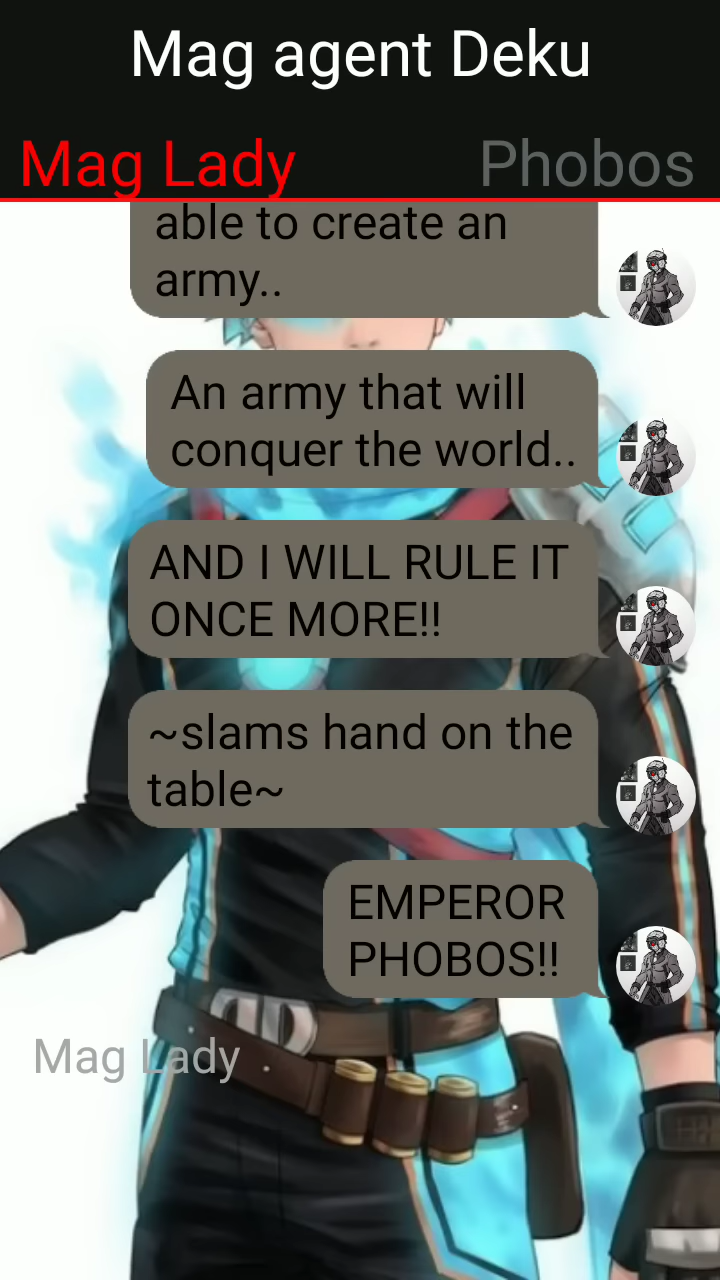 Mag agent Deku
Mag Lady
Phobos
able to create an
army..
An army that will
conquer the world..
AND I WILL RULE IT
ONCE MORE!!
~slams hand on the
table~
EMPEROR
PHOBOS!!
Mag Lady